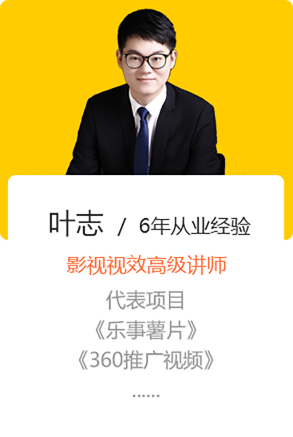 叶志 / 6年从业经验
影视视效高级讲师
代表项目
《乐事薯片》
《360推广视频》
······